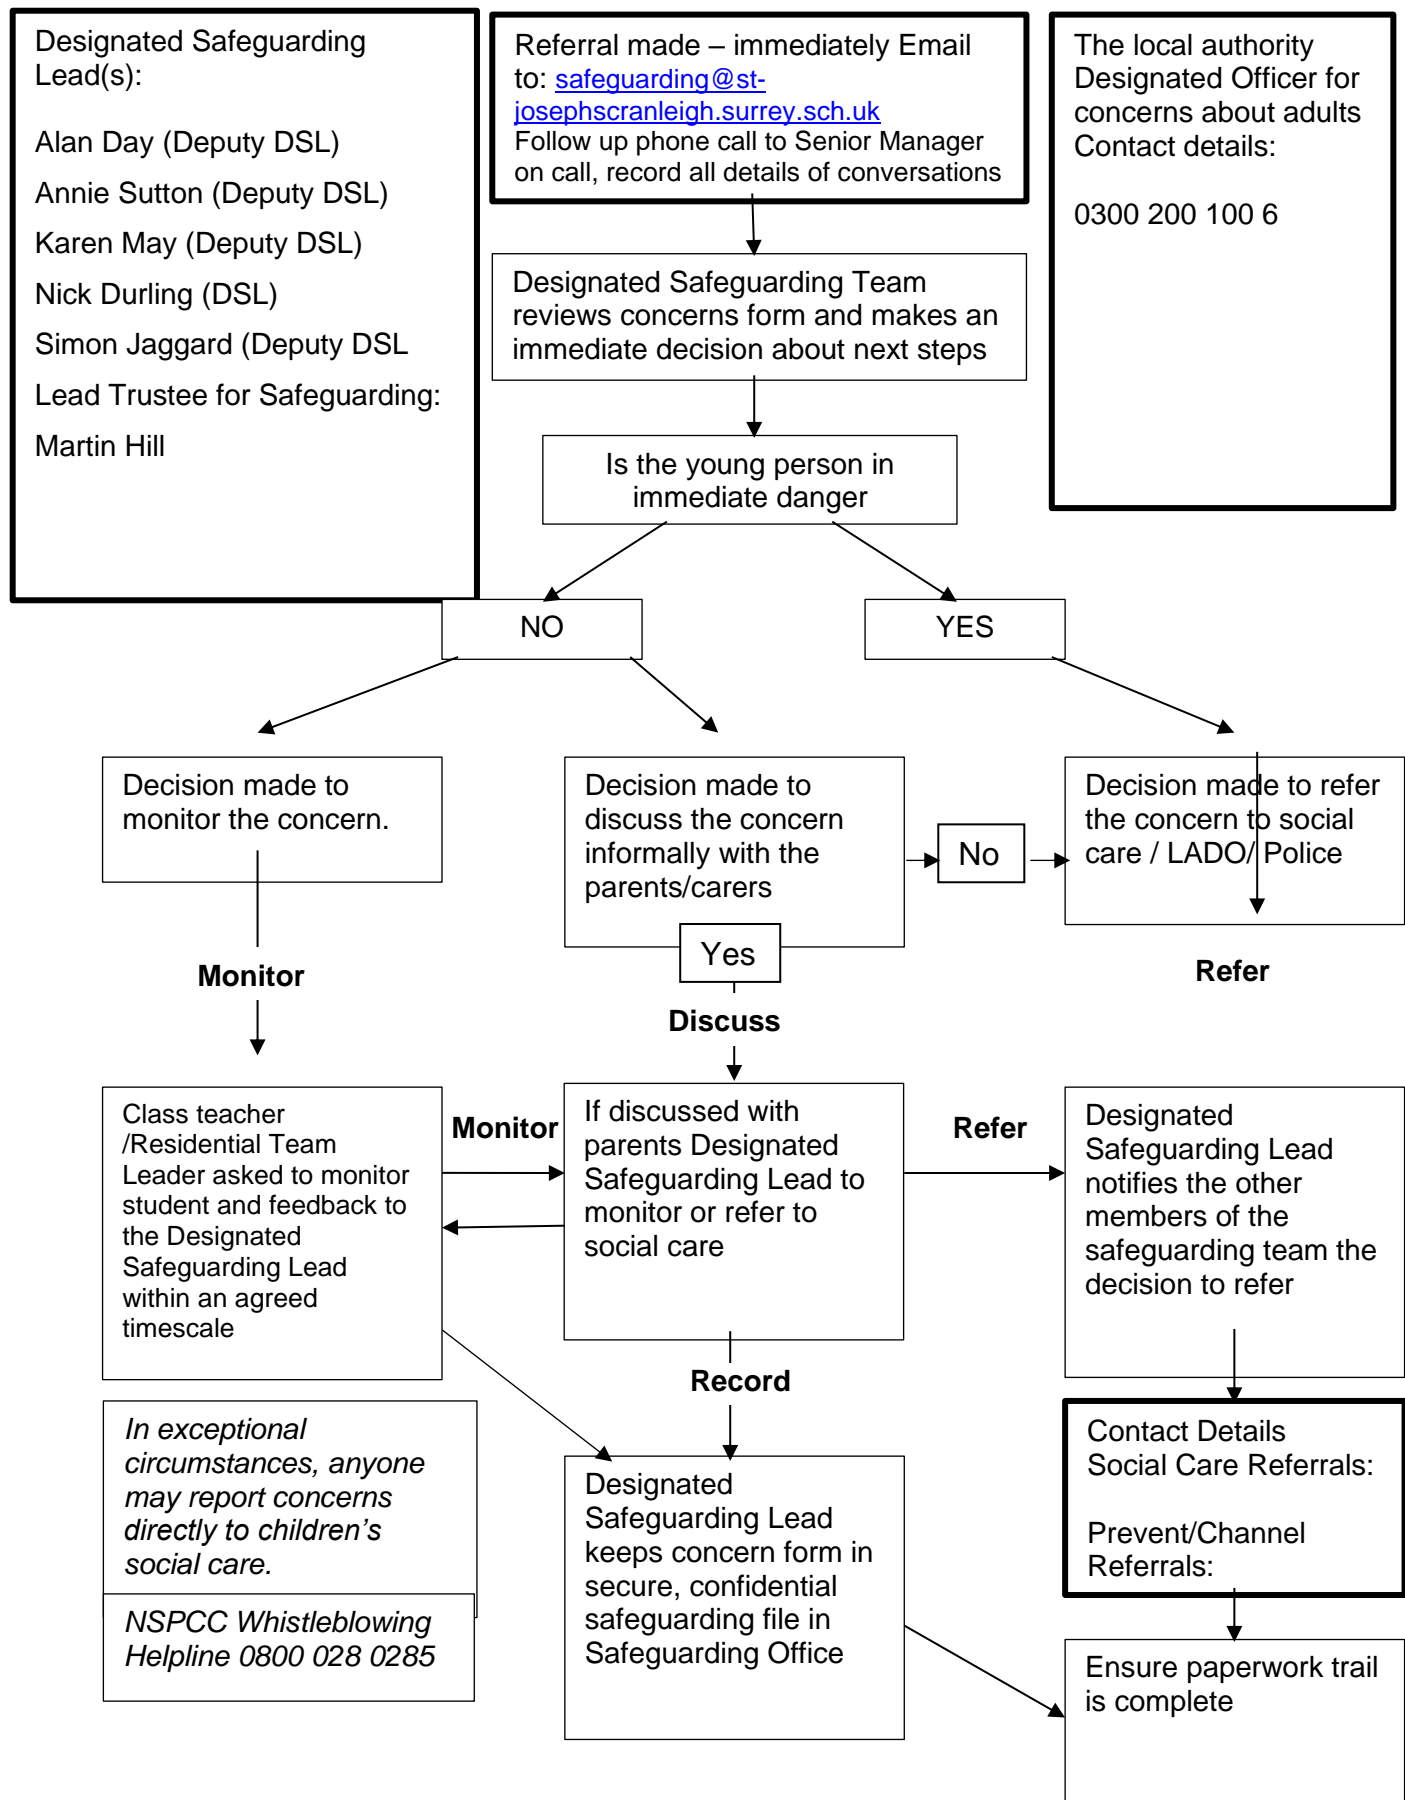 Designated Safeguarding
Lead(s):
Alan Day (Deputy DSL)
Annie Sutton (Deputy DSL)
Karen May (Deputy DSL)
Nick Durling (DSL)
Simon Jaggard (Deputy DSL
Lead Trustee for Safeguarding:
Martin Hill
Referral made – immediately Email
to: safeguarding@st-
josephscranleigh.surrey.sch.uk
Follow up phone call to Senior Manager
on call, record all details of conversations
The local authority
Designated Officer for
concerns about adults
Contact details:
0300 200 100 6
Designated Safeguarding Team
reviews concerns form and makes an
immediate decision about next steps
Is the young person in
immediate danger
NO
YES
Decision made to
monitor the concern.
Decision made to
discuss the concern
informally with the
parents/carers
No
Decision made to refer
the concern to social
care / LADO/ Police
Yes
Monitor
Discuss
Refer
Class teacher
/Residential Team
Leader asked to monitor
student and feedback to
the Designated
Safeguarding Lead
within an agreed
timescale
Monitor
If discussed with
parents Designated
Safeguarding Lead to
monitor or refer to
social care
Refer
Designated
Safeguarding Lead
notifies the other
members of the
safeguarding team the
decision to refer
Record
In exceptional
circumstances, anyone
may report concerns
directly to children’s
social care.
NSPCC Whistleblowing
Helpline 0800 028 0285
Designated
Safeguarding Lead
keeps concern form in
secure, confidential
safeguarding file in
Safeguarding Office
Contact Details
Social Care Referrals:
Prevent/Channel
Referrals:
Ensure paperwork trail
is complete